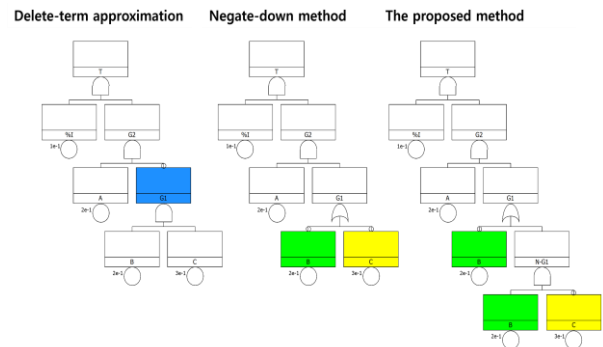 Delete-term approximation Negate-down method The proposed method
T T T
%I G2 %I G2 %I G2
1e-1 1e-1 1e-1
A G1 A G1 A G1
2e-1 2e-1 2e-1
B C B C B N-G1
2e-1 3e-1 2e-1 3e-1 2e-1
B C
2e-1 3e-1